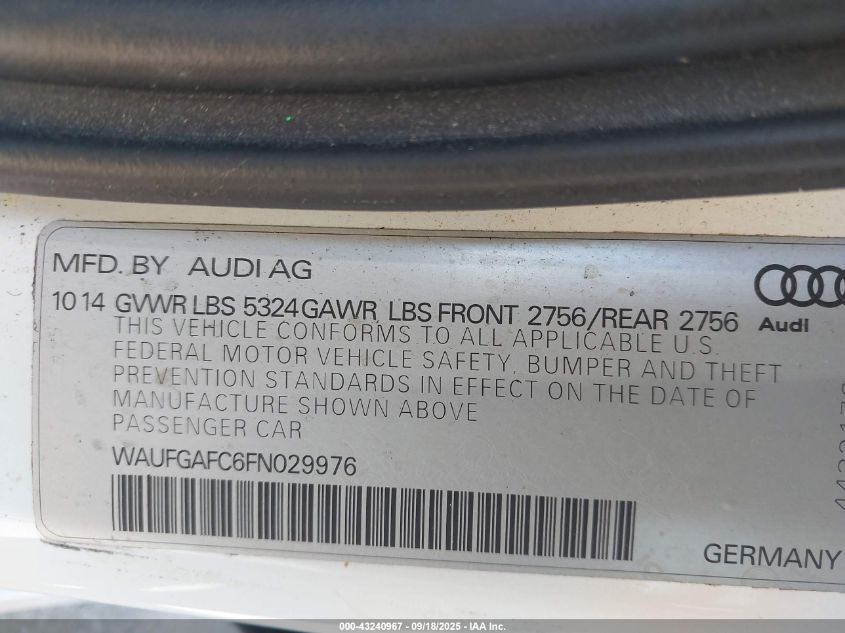 MFD. BY AUDI AG
10 14 GVWR LBS 5324 GAWR LBS FRONT 2756/REAR 2756
Audi
THIS VEHICLE CONFORMS TO ALL APPLICABLE U.S.
FEDERAL MOTOR VEHICLE SAFETY, BUMPER AND THEFT
PREVENTION STANDARDS IN EFFECT ON THE DATE OF
MANUFACTURE SHOWN ABOVE
PASSENGER CAR
WAUFGAFC6FN029976
GERMANY
000-43240967 - 09/18/2025 - IAA Inc.